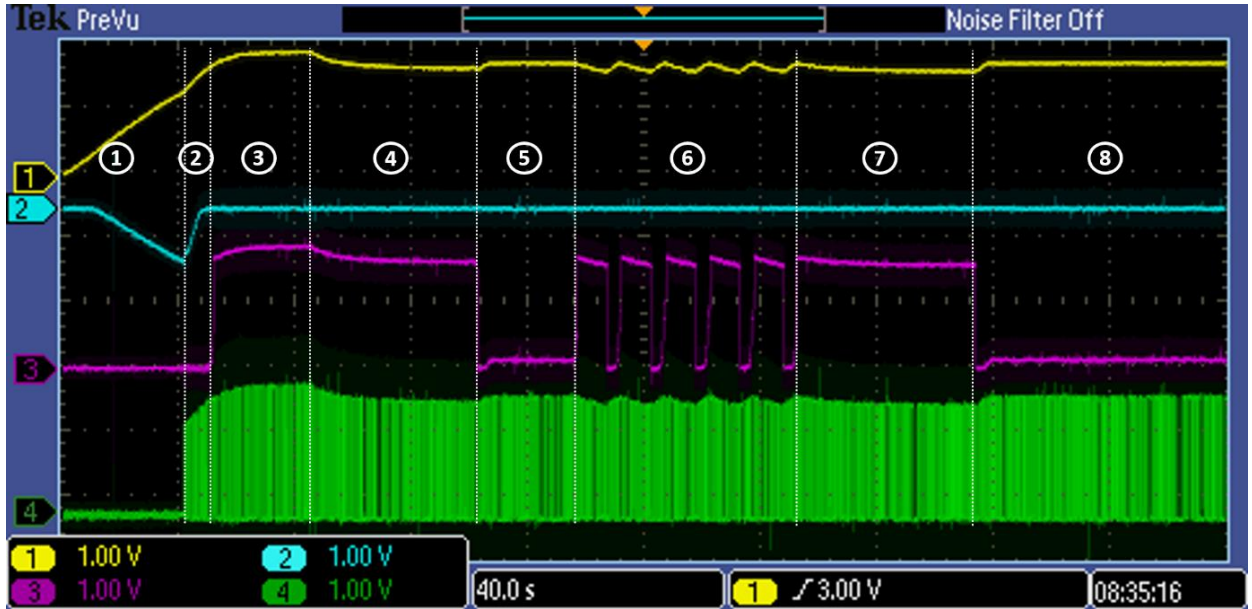 Tek PreVu Noise Filter Off
1 2 3 4 5 6 7 8
1
2
3
4
1 1.00 V 2 1.00 V
3 1.00 V 4 1.00 V
40.0 s
1 3.00 V
08:35:16